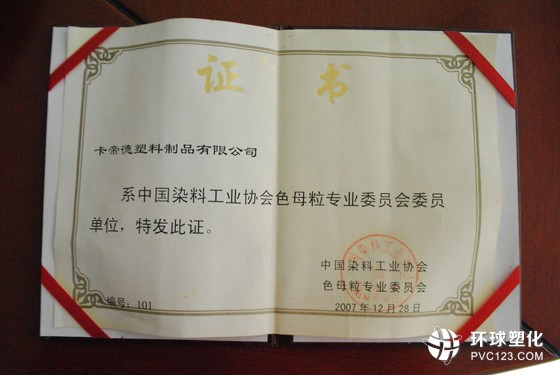 证 书
卡帝德塑料制品有限公司
系中国染料工业协会色母粒专业委员会委员
单位，特发此证。
中国染料工业协会
色母粒专业委员会
2007年12月28日
编号：101
环球塑化
PVC123.com